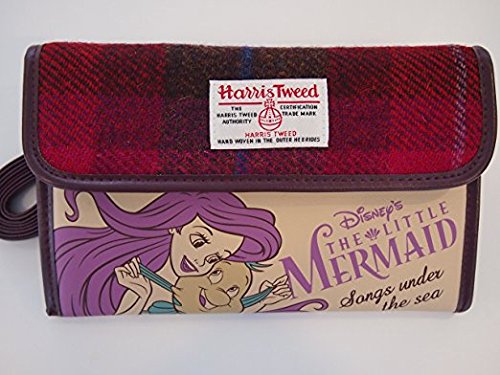 Harris Tweed
THE CERTIFICATION
HARRIS TWEED TRADE MARK
AUTHORITY
HARRIS TWEED
HAND WOVEN IN THE OUTER HEBRIDES
DISNEY'S
THE LITTLE
MERMAID
Songs under
the sea